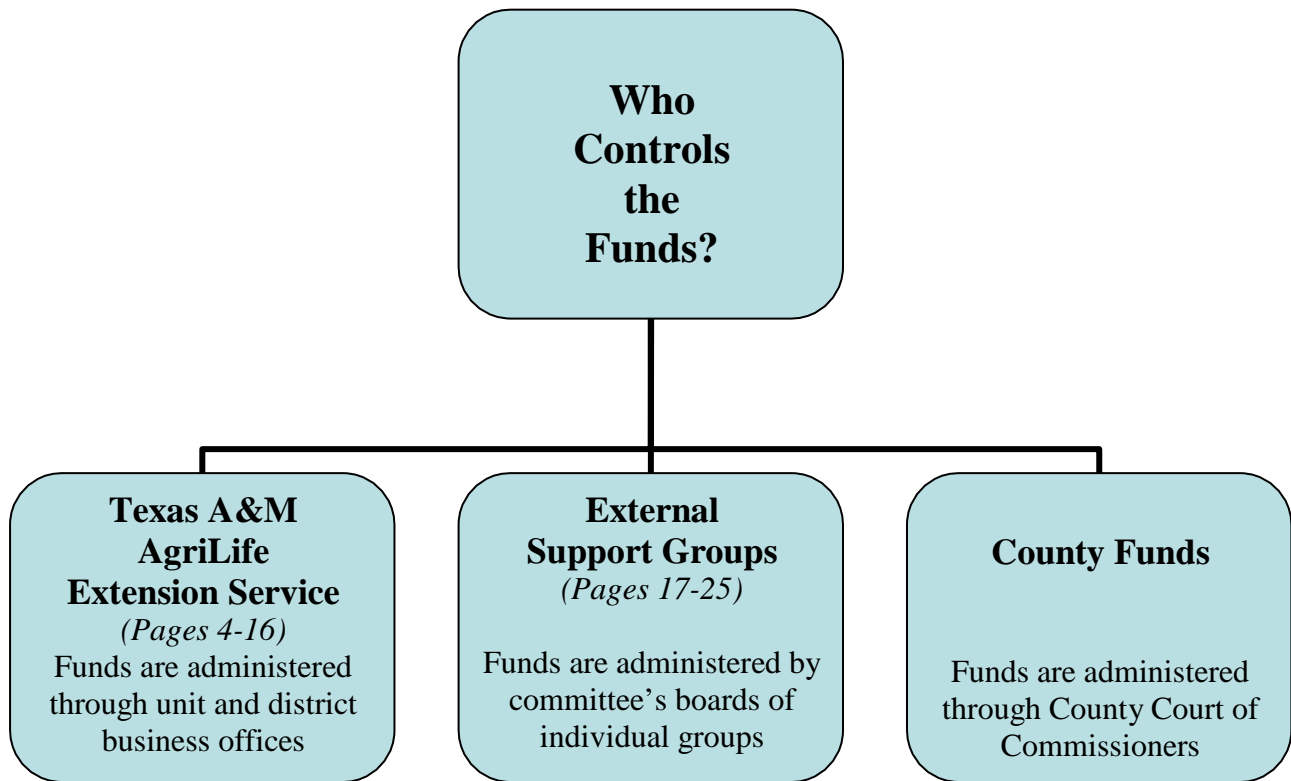 Who
Controls
the
Funds?
Texas A&M
AgriLife
Extension Service
(Pages 4-16)
Funds are administered
through unit and district
business offices
External
Support Groups
(Pages 17-25)
Funds are administered by
committee’s boards of
individual groups
County Funds
Funds are administered
through County Court of
Commissioners